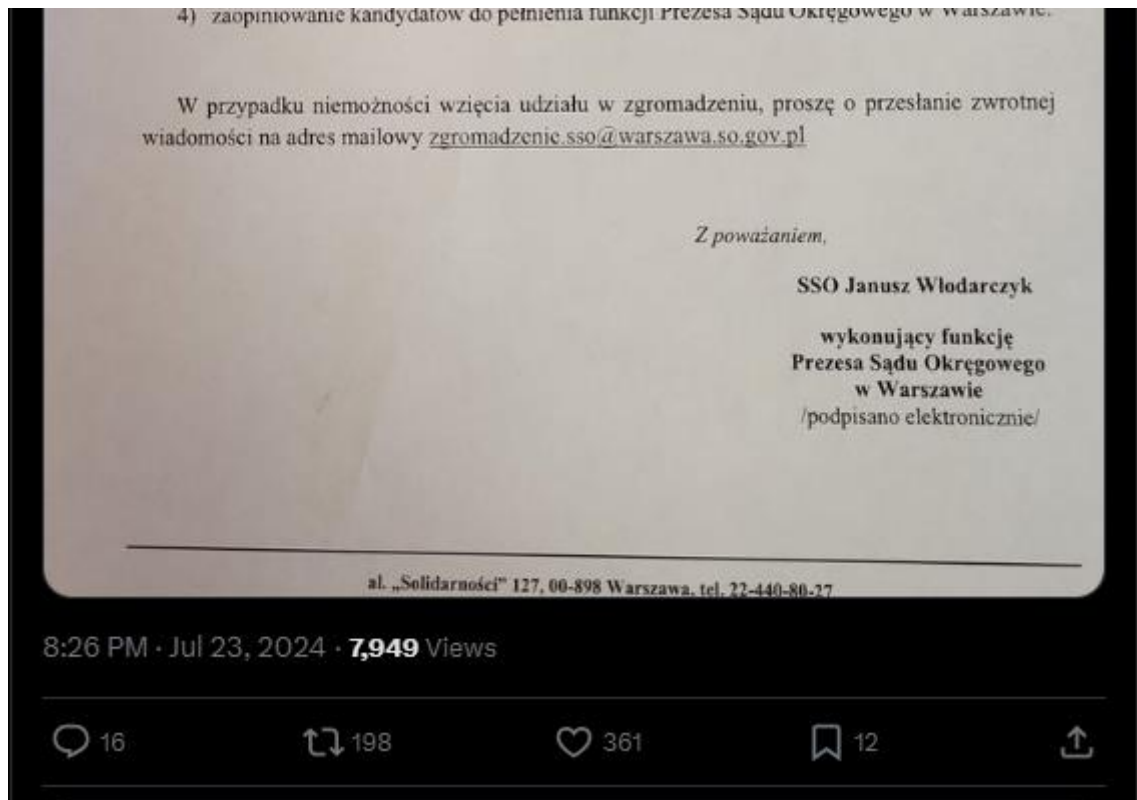 4) zaopiniowanie kandydatów do pełnienia funkcji Prezesa Sądu Okręgowego w Warszawie.
W przypadku niemożności wzięcia udziału w zgromadzeniu, proszę o przesłanie zwrotnej
wiadomości na adres mailowy zgromadzenie.sso@warszawa.so.gov.pl
Z poważaniem,
SSO Janusz Włodarczyk
wykonujący funkcję
Prezesa Sądu Okręgowego
w Warszawie
/podpisano elektronicznie/
al. „Solidarności” 127, 00-898 Warszawa, tel. 22-440-80-27
8:26 PM · Jul 23, 2024 · 7,949 Views
16 198 361 12